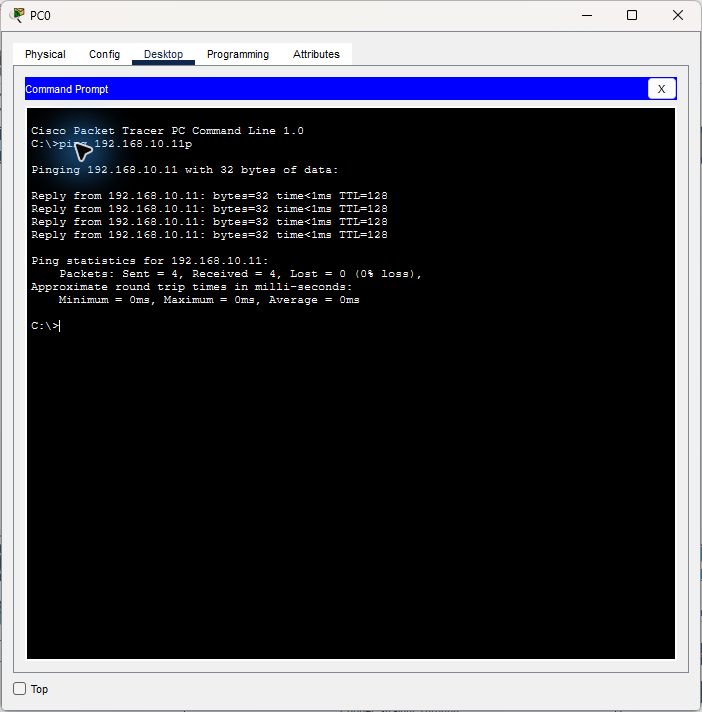 PC0
Physical Config Desktop Programming Attributes
Command Prompt X
Cisco Packet Tracer PC Command Line 1.0
C:\>ping 192.168.10.11p
Pinging 192.168.10.11 with 32 bytes of data:
Reply from 192.168.10.11: bytes=32 time<1ms TTL=128
Reply from 192.168.10.11: bytes=32 time<1ms TTL=128
Reply from 192.168.10.11: bytes=32 time<1ms TTL=128
Reply from 192.168.10.11: bytes=32 time<1ms TTL=128
Ping statistics for 192.168.10.11:
Packets: Sent = 4, Received = 4, Lost = 0 (0% loss),
Approximate round trip times in milli-seconds:
Minimum = 0ms, Maximum = 0ms, Average = 0ms
C:\>
Top